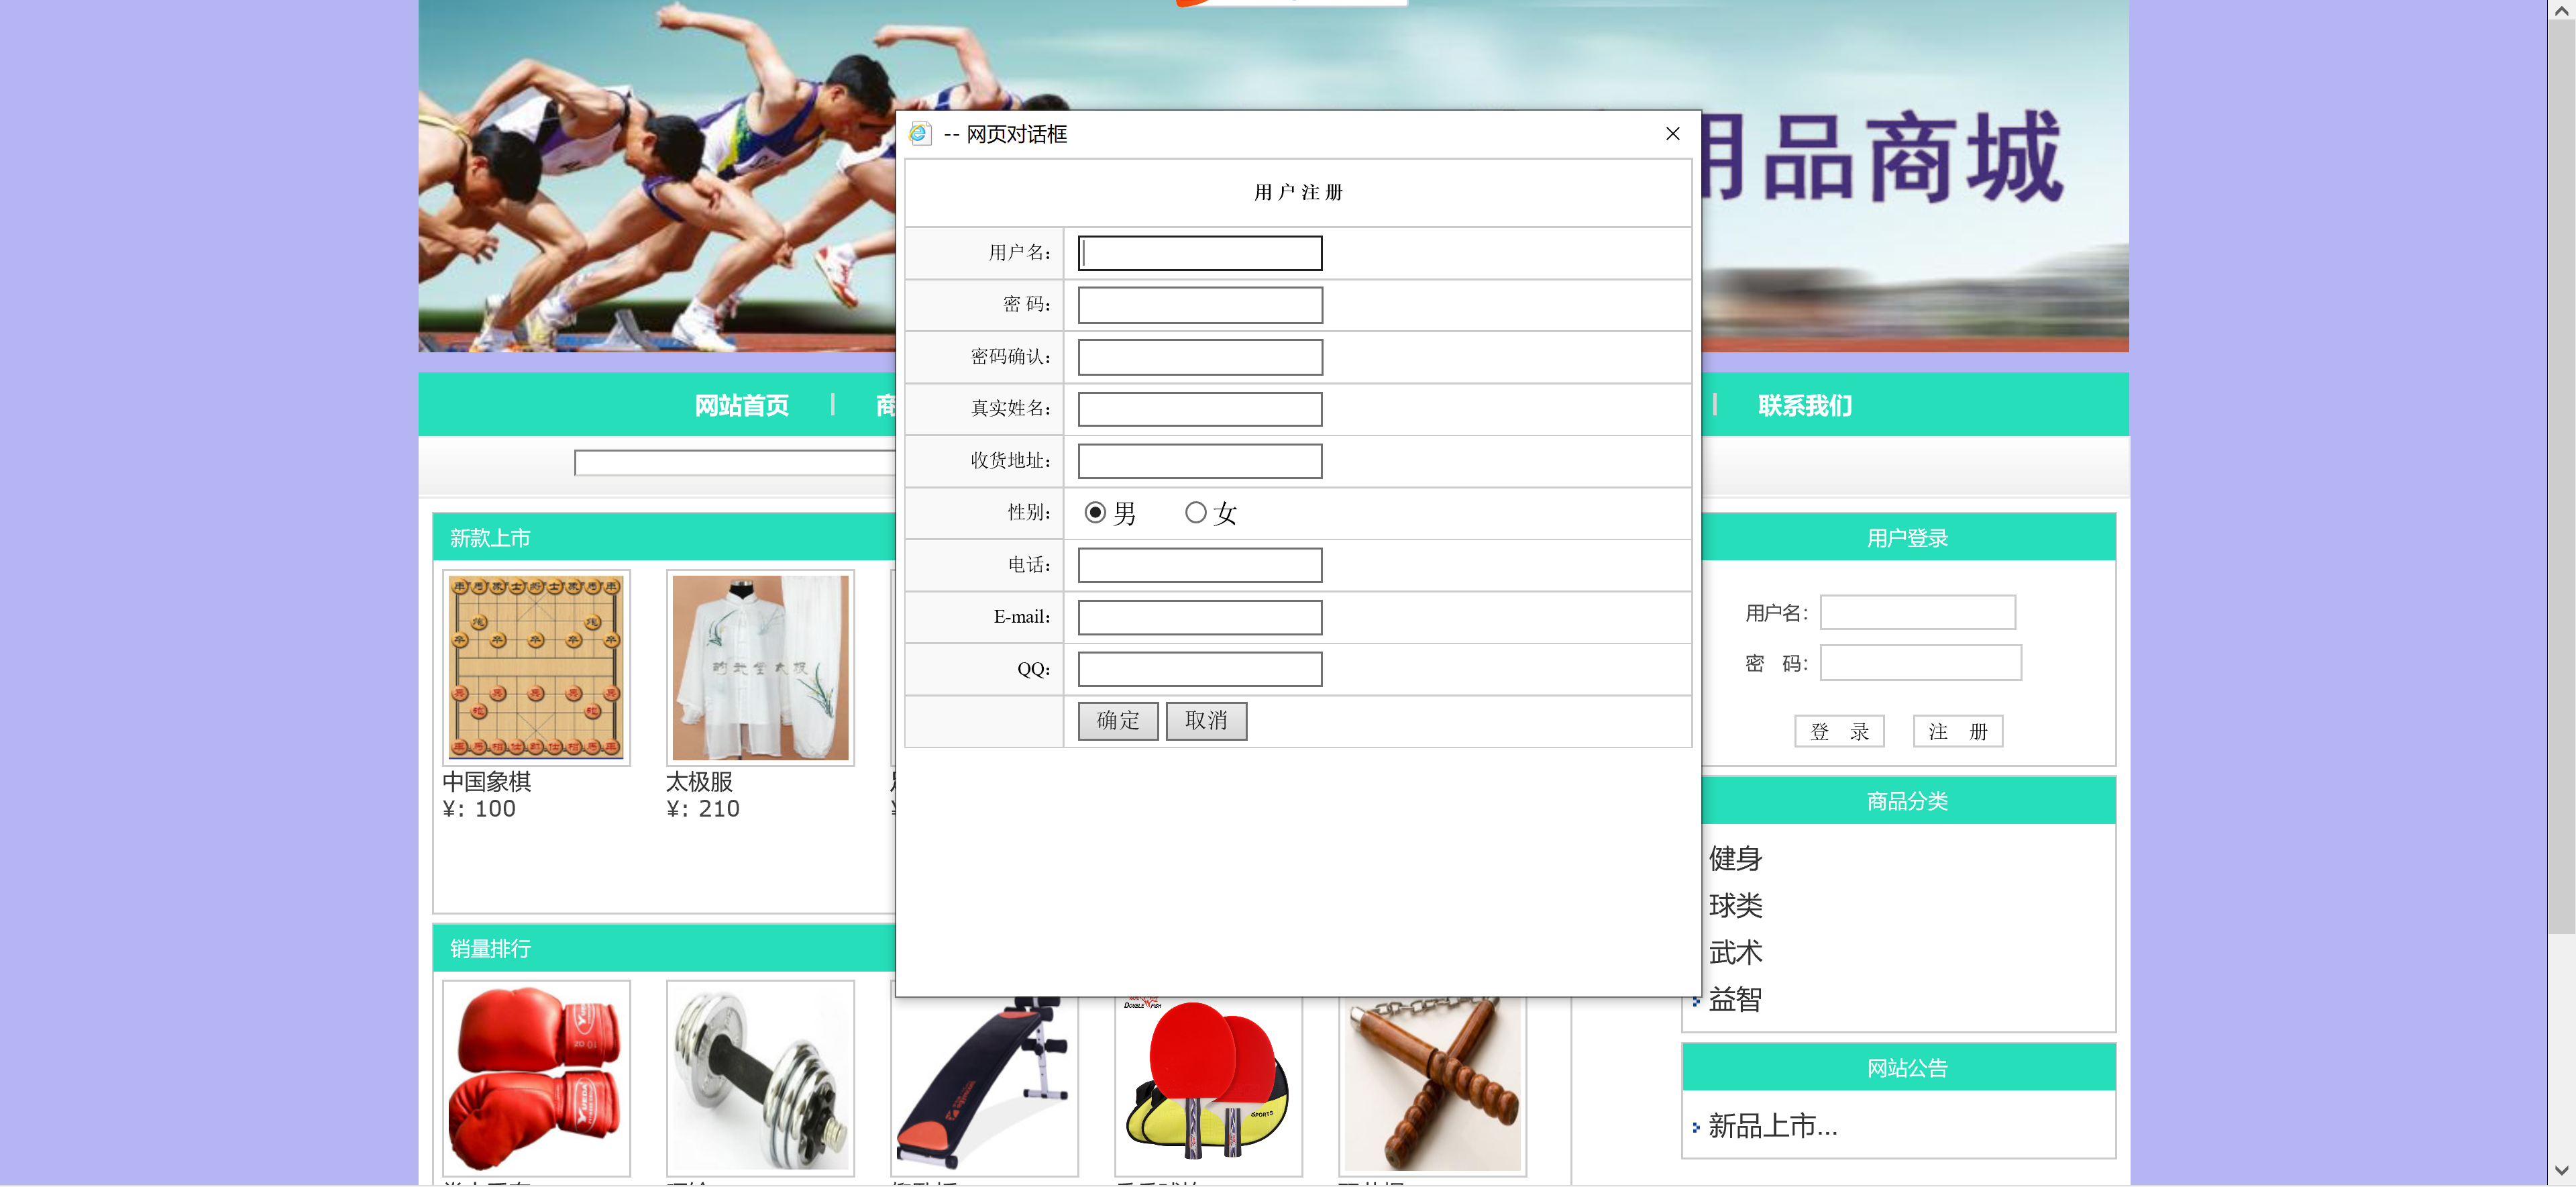 用品商城
-- 网页对话框
用 户 注 册
用户名：
密 码：
密码确认：
真实姓名：
收货地址：
性别：
男 女
电话：
E-mail：
QQ：
确定 取消
网站首页 | 商
| 联系我们
新款上市
中国象棋
¥: 100
太极服
¥: 210
销量排行
DOUBLE FISH
SPORTS
用户登录
用户名：
密 码：
登 录 注 册
商品分类
健身
球类
武术
益智
网站公告
新品上市...